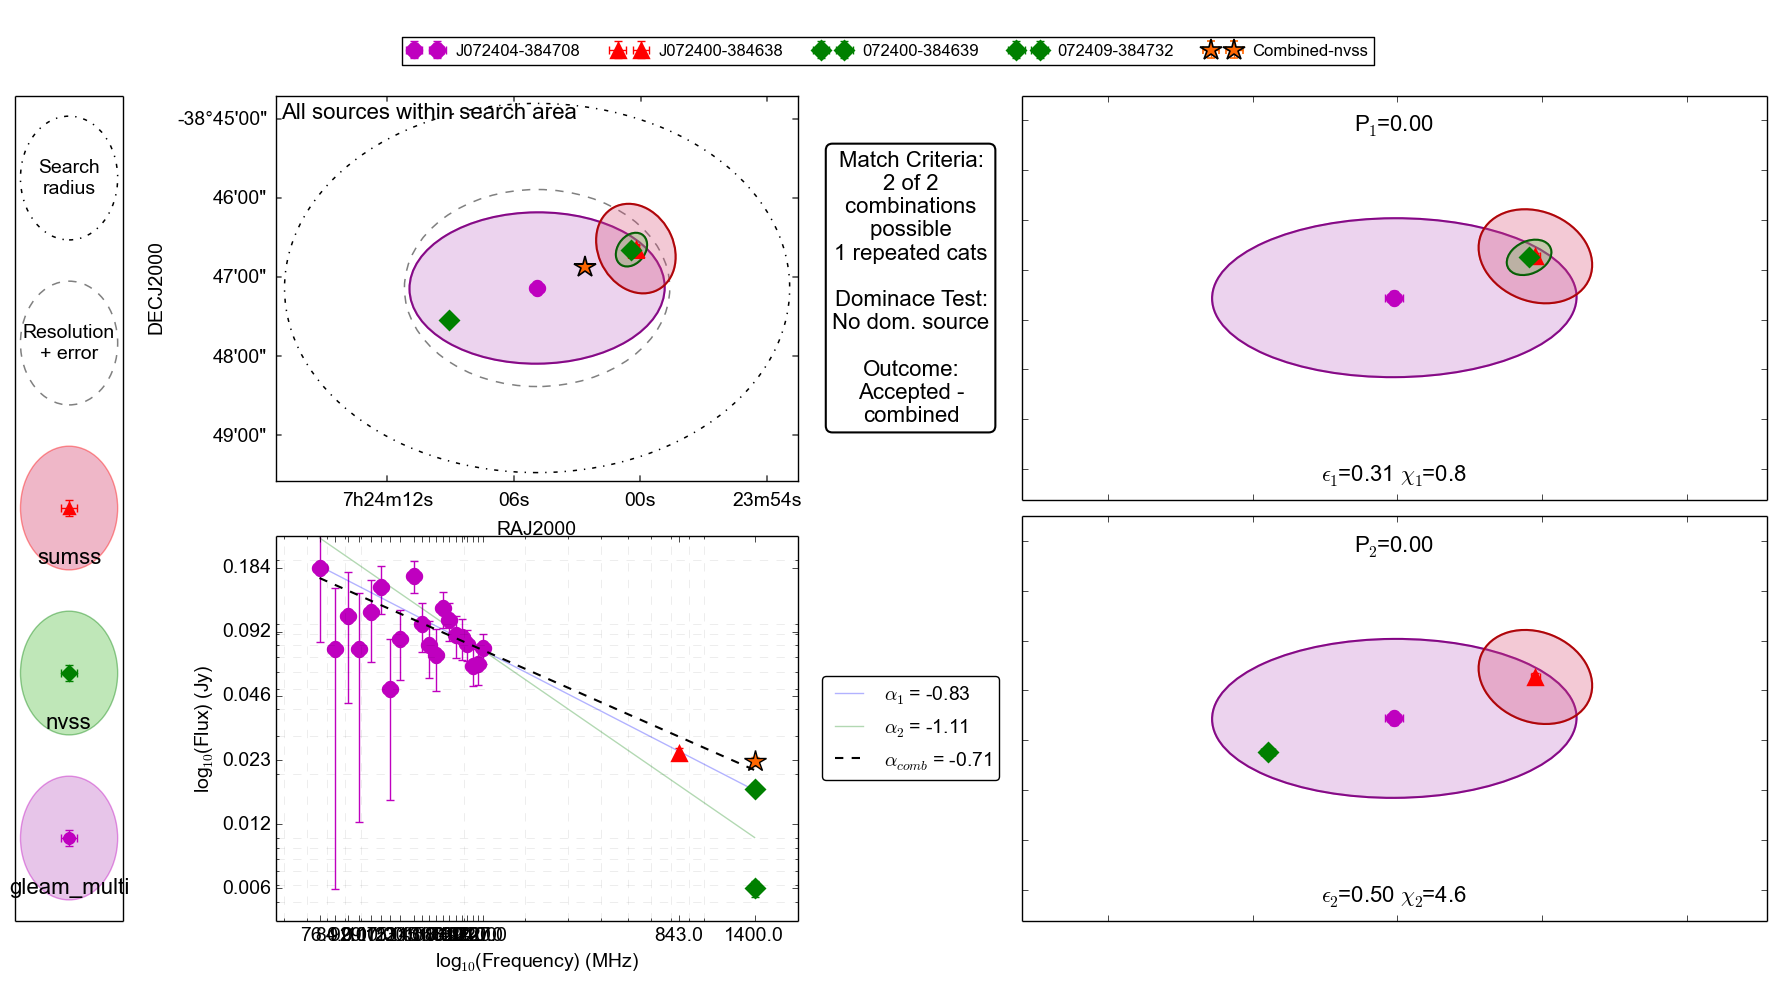 J072404-384708 J072400-384638 072400-384639 072409-384732 Combined-nvss
Search
radius
Resolution
+ error
sumss
nvss
gleam_multi
All sources within search area
DECJ2000
-38°45'00"
46'00"
47'00"
48'00"
49'00"
7h24m12s 06s 00s 23m54s
RAJ2000
Match Criteria:
2 of 2
combinations
possible
1 repeated cats
Dominace Test:
No dom. source
Outcome:
Accepted -
combined
P₁=0.00
ϵ₁=0.31 χ₁=0.8
log₁₀(Flux) (Jy)
0.184
0.092
0.046
0.023
0.012
0.006
843.0 1400.0
log₁₀(Frequency) (MHz)
α₁ = -0.83
α₂ = -1.11
α_comb = -0.71
P₂=0.00
ϵ₂=0.50 χ₂=4.6